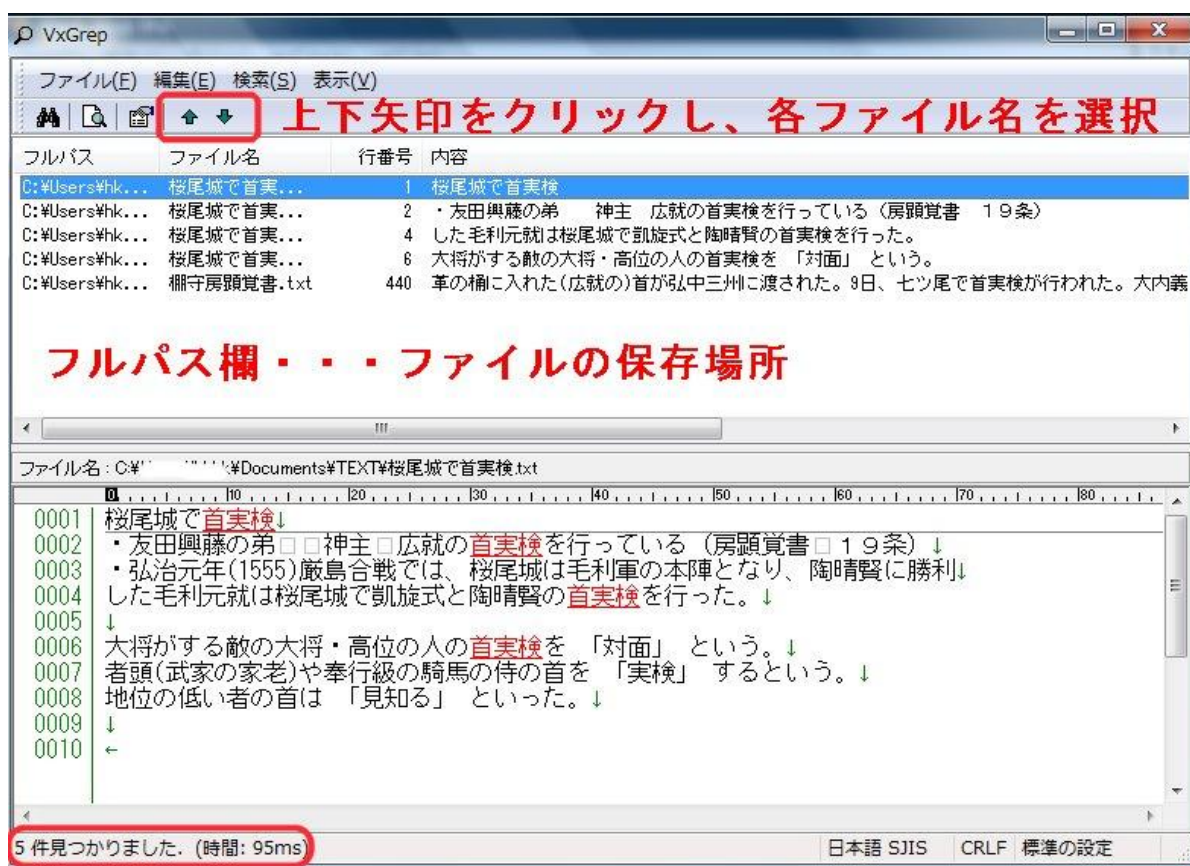 VxGrep
ファイル(F) 編集(E) 検索(S) 表示(V)
上下矢印をクリックし、各ファイル名を選択
フルパス ファイル名 行番号 内容
C:¥Users¥hk... 桜尾城で首実... 1 桜尾城で首実検
C:¥Users¥hk... 桜尾城で首実... 2 ・友田興藤の弟　　神主　広就の首実検を行っている（房顕覚書　１９条）
C:¥Users¥hk... 桜尾城で首実... 4 した毛利元就は桜尾城で凱旋式と陶晴賢の首実検を行った。
C:¥Users¥hk... 桜尾城で首実... 6 大将がする敵の大将・高位の人の首実検を 「対面」 という。
C:¥Users¥hk... 棚守房顕覚書.txt 440 革の桶に入れた(広就の)首が弘中三州に渡された。9日、七ツ尾で首実検が行われた。大内義
フルパス欄・・・ファイルの保存場所
ファイル名 : C:¥ ¥Documents¥TEXT¥桜尾城で首実検.txt
0 10 20 30 40 50 60 70 80
0001 桜尾城で首実検↓
0002 ・友田興藤の弟□□神主□広就の首実検を行っている（房顕覚書□１９条）↓
0003 ・弘治元年(1555)厳島合戦では、桜尾城は毛利軍の本陣となり、陶晴賢に勝利↓
0004 した毛利元就は桜尾城で凱旋式と陶晴賢の首実検を行った。↓
0005 ↓
0006 大将がする敵の大将・高位の人の首実検を 「対面」 という。↓
0007 者頭(武家の家老)や奉行級の騎馬の侍の首を 「実検」 するという。↓
0008 地位の低い者の首は 「見知る」 といった。↓
0009 ↓
0010 ←
5 件見つかりました. (時間: 95ms) 日本語 SJIS CRLF 標準の設定